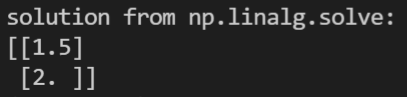 solution from np.linalg.solve:
[[1.5]
 [2. ]]